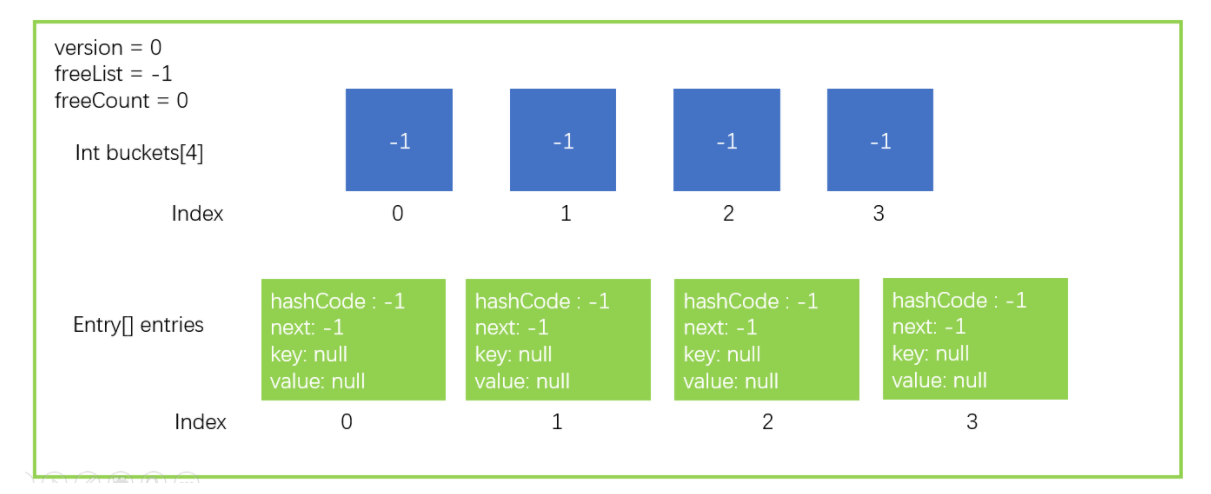 version = 0
freeList = -1
freeCount = 0
Int buckets[4]
-1 -1 -1 -1
Index 0 1 2 3
Entry[] entries
hashCode : -1
next: -1
key: null
value: null
hashCode : -1
next: -1
key: null
value: null
hashCode : -1
next: -1
key: null
value: null
hashCode : -1
next: -1
key: null
value: null
Index 0 1 2 3